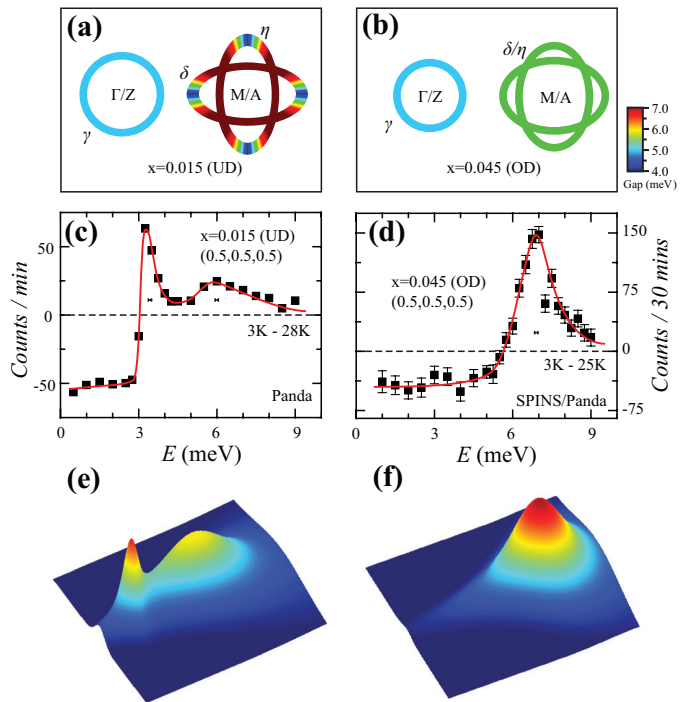 (a)
η
δ
Γ/Z
M/A
γ
x=0.015 (UD)
(b)
δ/η
Γ/Z
M/A
γ
x=0.045 (OD)
7.0
6.0
5.0
4.0
Gap (meV)
(c)
x=0.015 (UD)
(0.5,0.5,0.5)
50
0
-50
Counts / min
3K - 28K
Panda
0
3
6
9
E (meV)
(d)
x=0.045 (OD)
(0.5,0.5,0.5)
150
75
0
-75
Counts / 30 mins
3K - 25K
SPINS/Panda
0
3
6
9
E (meV)
(e)
(f)